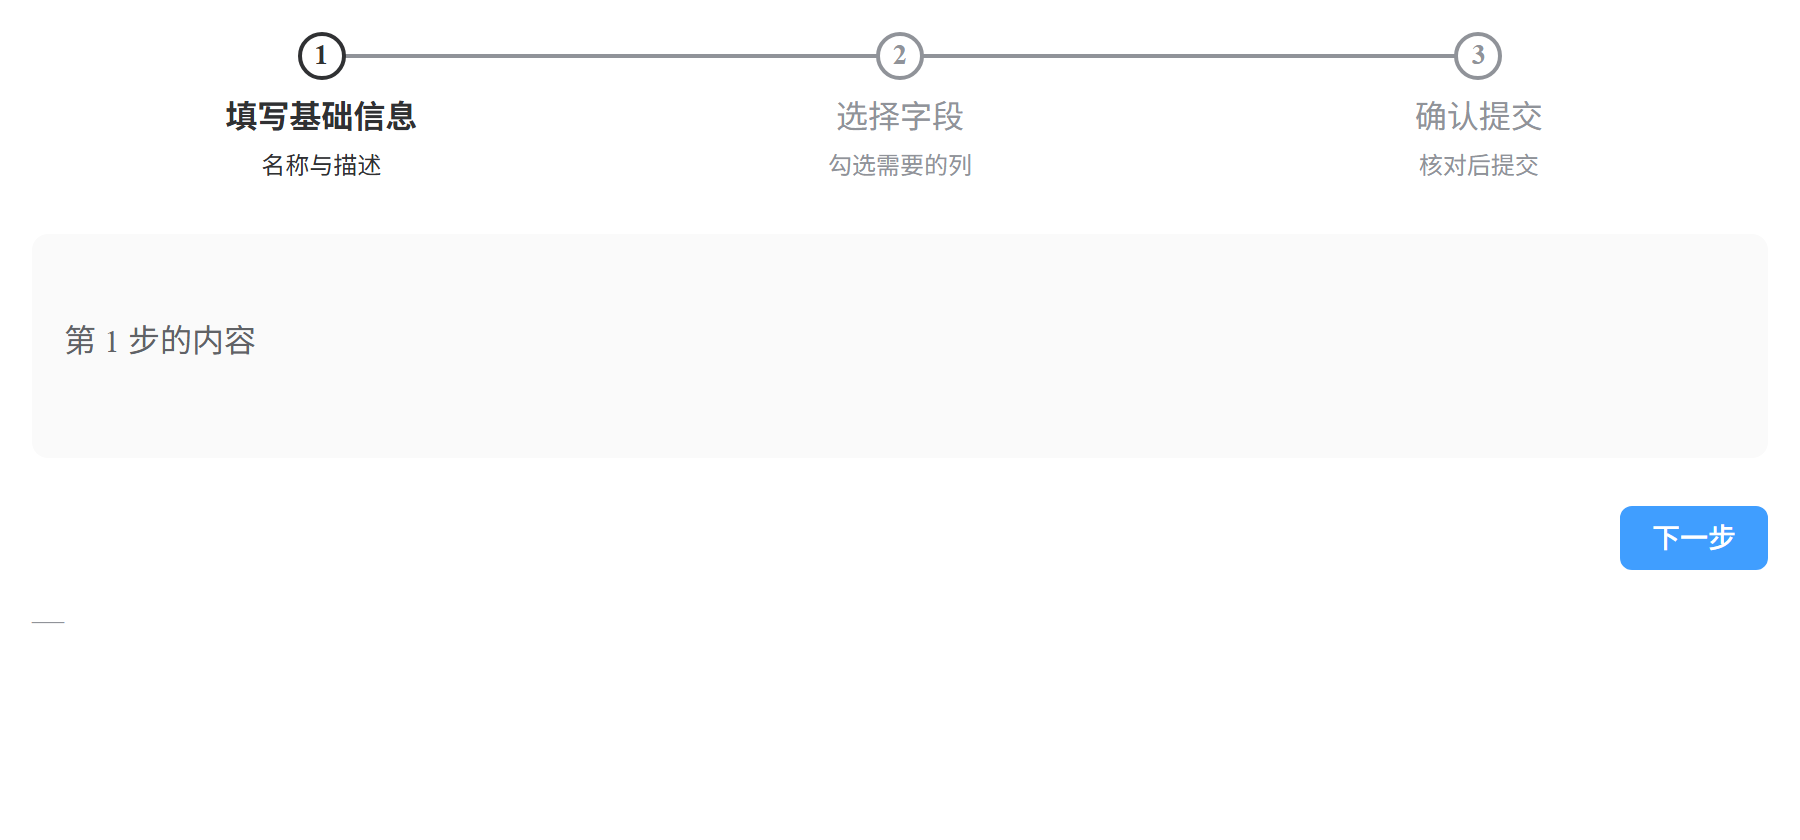 1 2 3
填写基础信息 选择字段 确认提交
名称与描述 勾选需要的列 核对后提交
第 1 步的内容
下一步
—